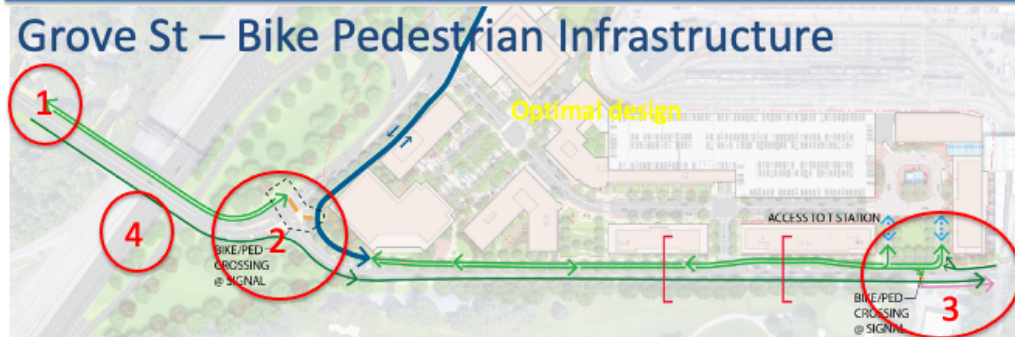 Grove St – Bike Pedestrian Infrastructure
Optimal design
1
4
2
BIKE/PED
CROSSING
@ SIGNAL
ACCESS TO T STATION
BIKE/PED
CROSSING
@ SIGNAL
3